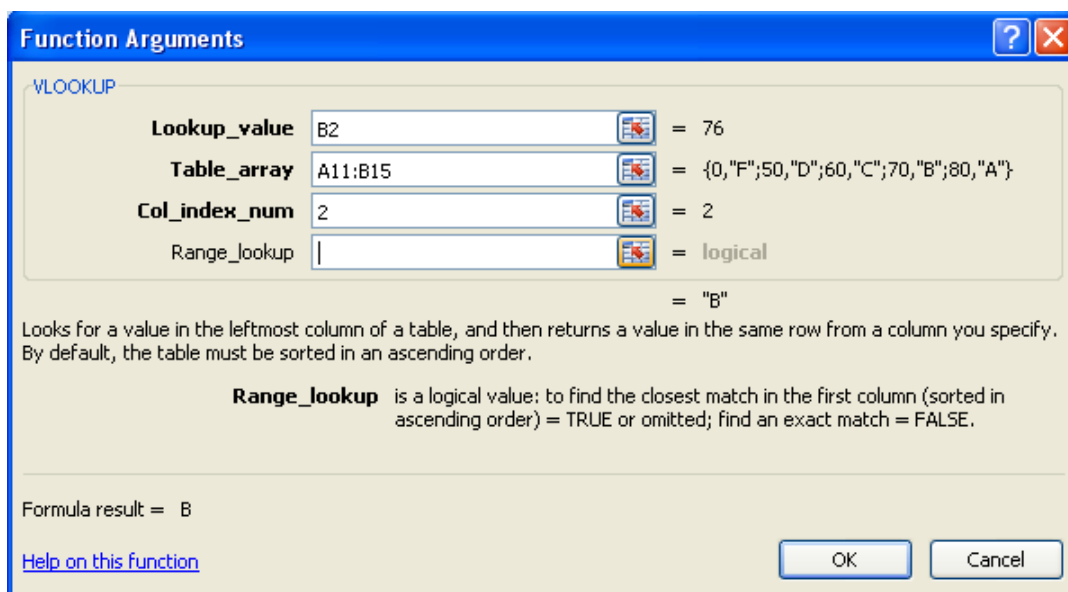 Function Arguments
VLOOKUP
Lookup_value B2 = 76
Table_array A11:B15 = {0,"F";50,"D";60,"C";70,"B";80,"A"}
Col_index_num 2 = 2
Range_lookup = logical
= "B"
Looks for a value in the leftmost column of a table, and then returns a value in the same row from a column you specify.
By default, the table must be sorted in an ascending order.
Range_lookup is a logical value: to find the closest match in the first column (sorted in
ascending order) = TRUE or omitted; find an exact match = FALSE.
Formula result = B
Help on this function
OK Cancel